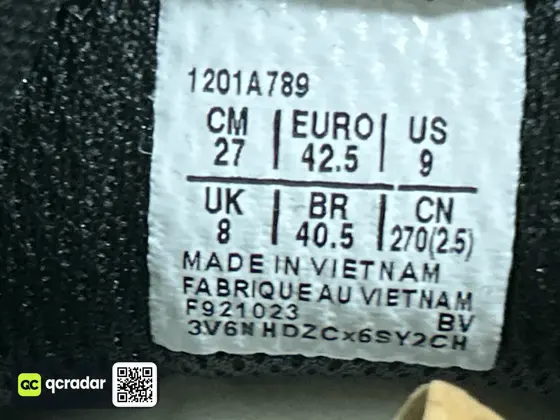 1201A789
CM | EURO | US
27 | 42.5 | 9
UK | BR | CN
8 | 40.5 | 270(2.5)
MADE IN VIETNAM
FABRIQUE AU VIETNAM
F921023 BV
3V6N HDZCx6SY2CH
QC qcradar